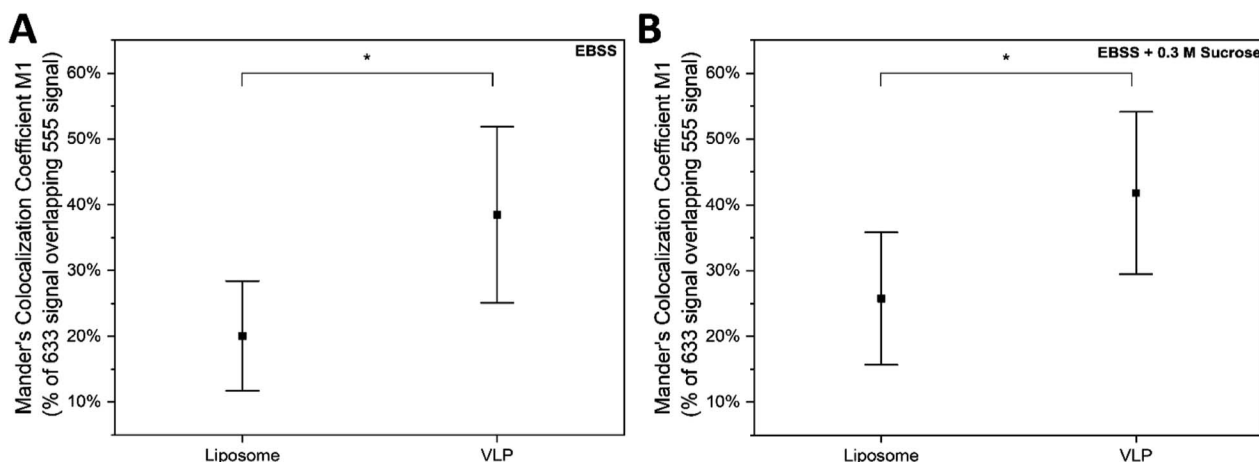 A
Mander's Colocalization Coefficient M1
(% of 633 signal overlapping 555 signal)
EBSS
*
60%
50%
40%
30%
20%
10%
Liposome
VLP
B
Mander's Colocalization Coefficient M1
(% of 633 signal overlapping 555 signal)
EBSS + 0.3 M Sucrose
*
60%
50%
40%
30%
20%
10%
Liposome
VLP